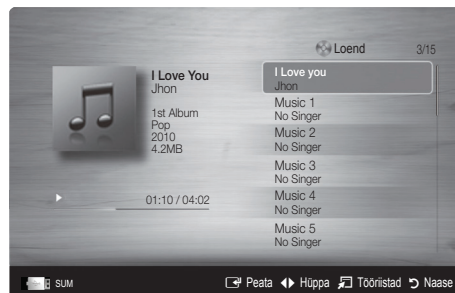 Loend 3/15
I Love You
Jhon
1st Album
Pop
2010
4.2MB
01:10 / 04:02
I Love you
Jhon
Music 1
No Singer
Music 2
No Singer
Music 3
No Singer
Music 4
No Singer
Music 5
No Singer
SUM Peata Hüppa Tööriistad Naase